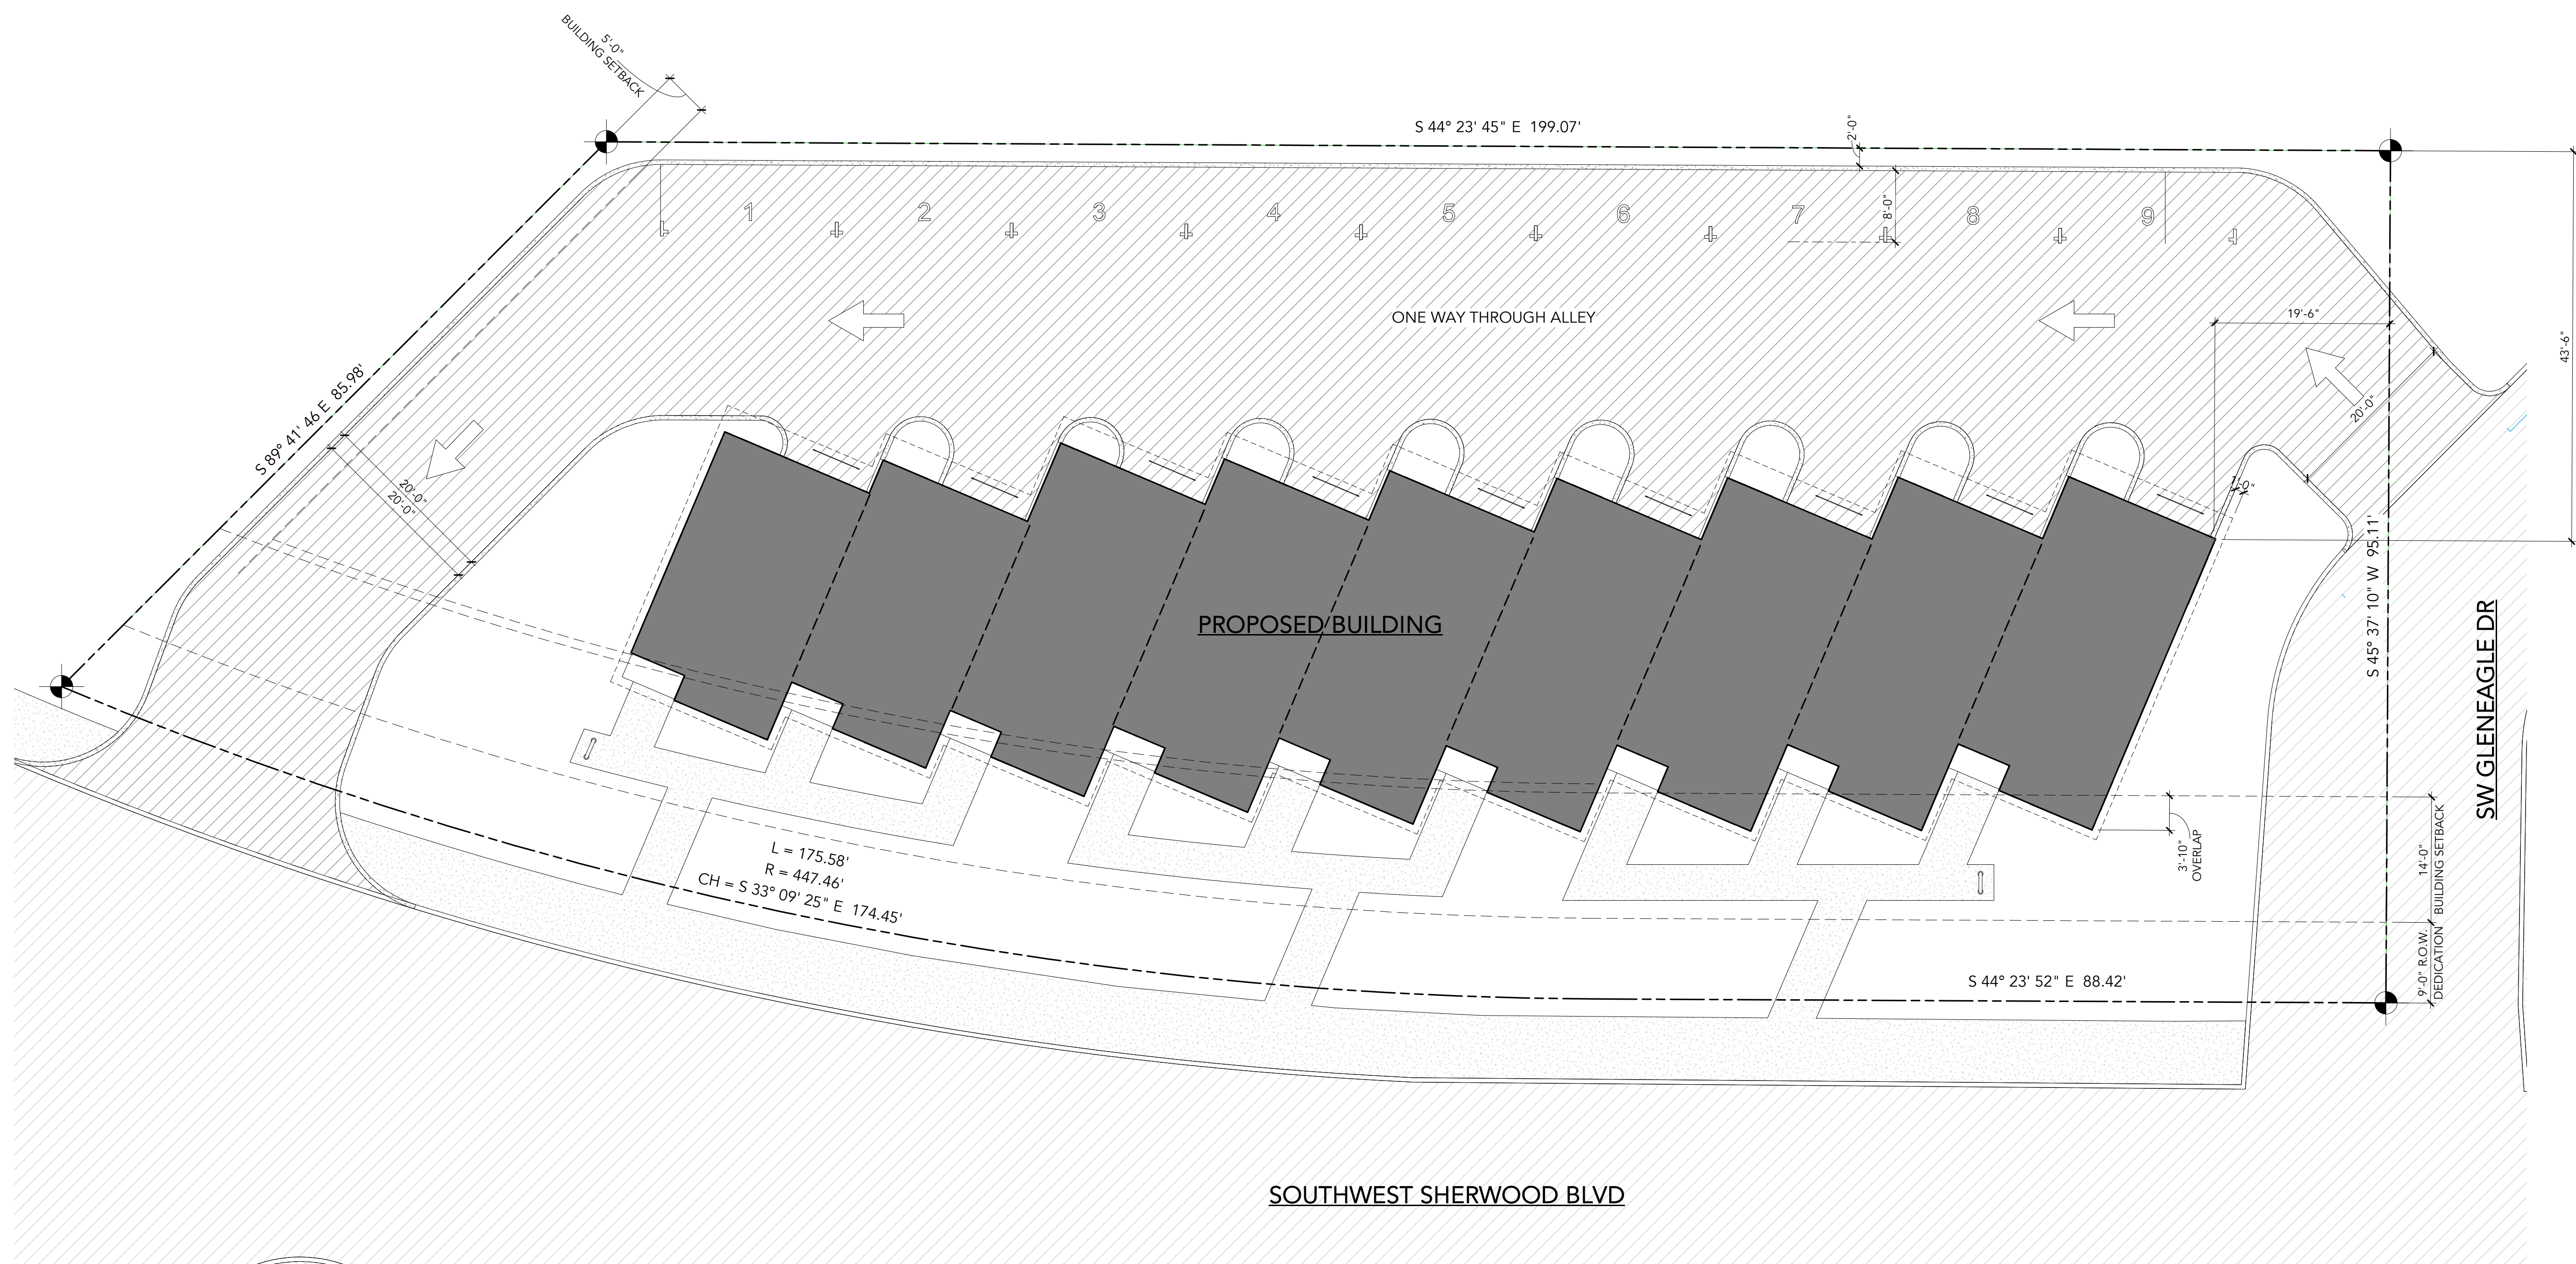 5'-0"
BUILDING SETBACK
S 44° 23' 45" E 199.07'
2'-0"
8'-0"
1
2
3
4
5
6
7
8
9
ONE WAY THROUGH ALLEY
19'-6"
43'-6"
20'-0"
S 89° 41' 46 E 85.98'
20'-0"
20'-0"
1'-0"
S 45° 37' 10" W 95.11'
PROPOSED BUILDING
SW GLENEAGLE DR
3'-10"
OVERLAP
14'-0"
BUILDING SETBACK
9'-0" R.O.W.
DEDICATION
L = 175.58'
R = 447.46'
CH = S 33° 09' 25" E 174.45'
S 44° 23' 52" E 88.42'
SOUTHWEST SHERWOOD BLVD